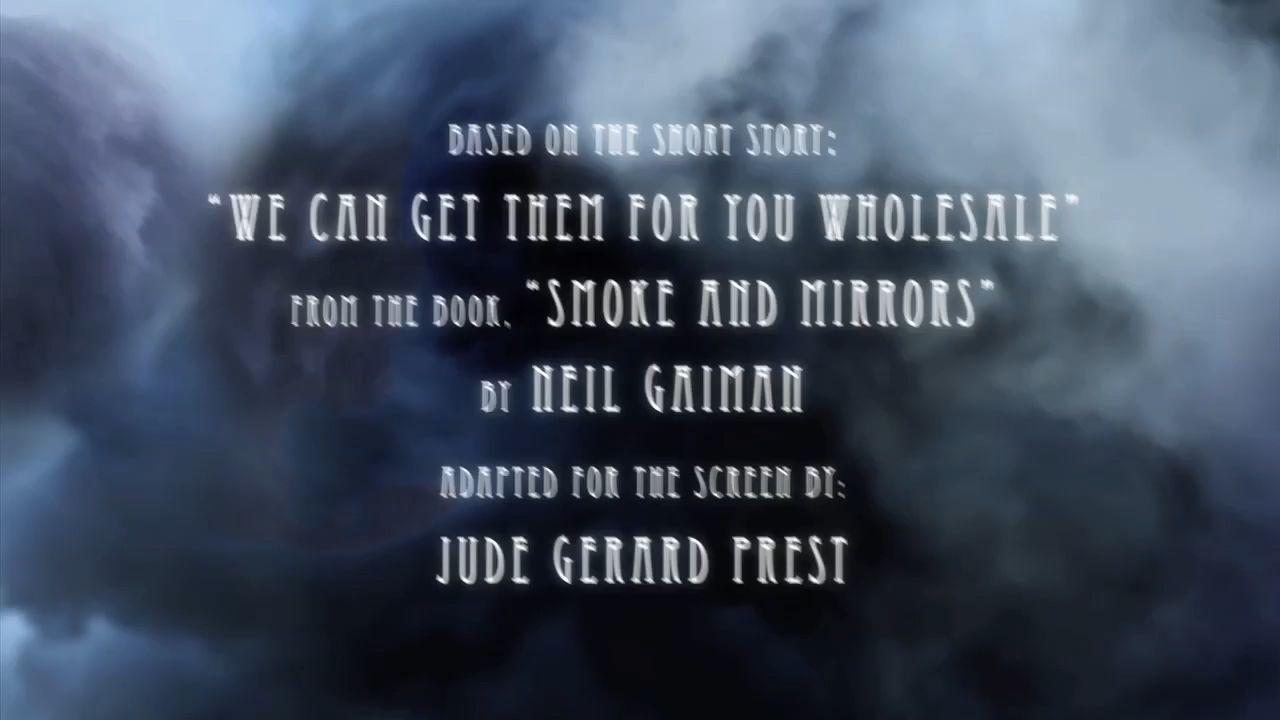 BASED ON THE SHORT STORY:
“WE CAN GET THEM FOR YOU WHOLESALE”
FROM THE BOOK, “SMOKE AND MIRRORS”
BY NEIL GAIMAN
ADAPTED FOR THE SCREEN BY:
JUDE GERARD PREST